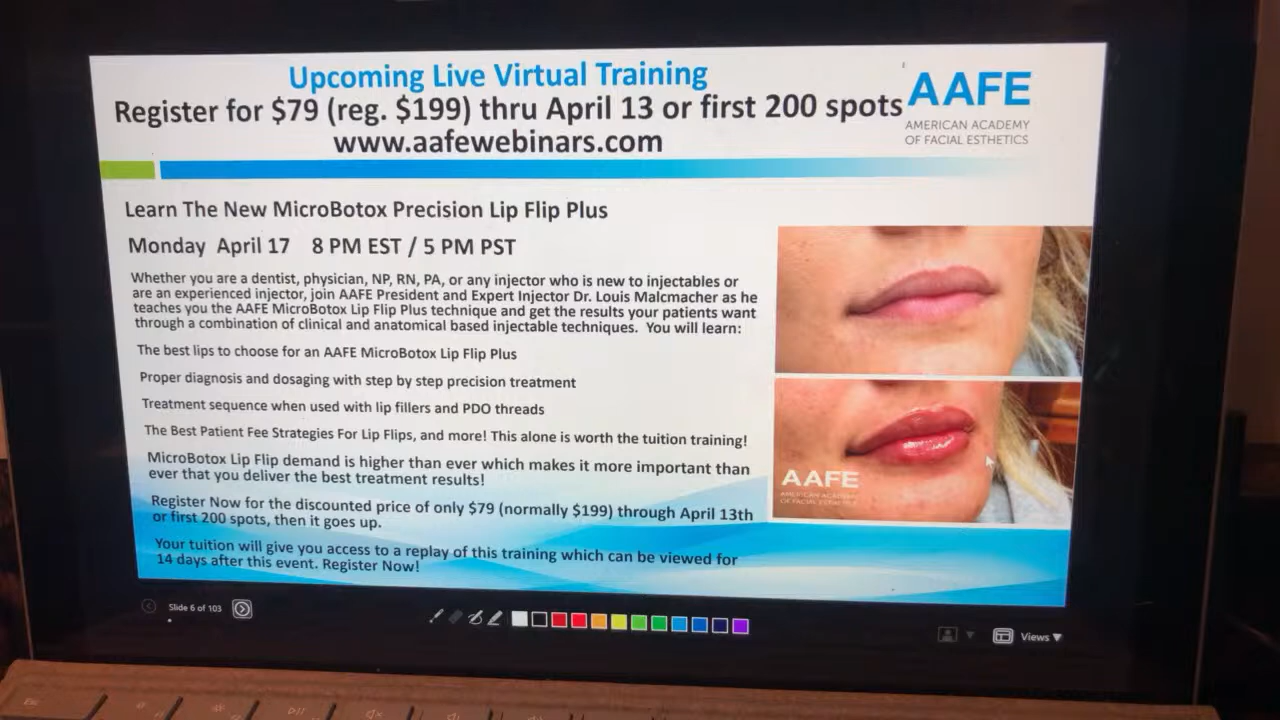 Upcoming Live Virtual Training
Register for $79 (reg. $199) thru April 13 or first 200 spots
www.aafewebinars.com
AAFE
AMERICAN ACADEMY
OF FACIAL ESTHETICS
Learn The New MicroBotox Precision Lip Flip Plus
Monday April 17 8 PM EST / 5 PM PST
Whether you are a dentist, physician, NP, RN, PA, or any injector who is new to injectables or
are an experienced injector, join AAFE President and Expert Injector Dr. Louis Malcmacher as he
teaches you the AAFE MicroBotox Lip Flip Plus technique and get the results your patients want
through a combination of clinical and anatomical based injectable techniques. You will learn:
The best lips to choose for an AAFE MicroBotox Lip Flip Plus
Proper diagnosis and dosaging with step by step precision treatment
Treatment sequence when used with lip fillers and PDO threads
The Best Patient Fee Strategies For Lip Flips, and more! This alone is worth the tuition training!
MicroBotox Lip Flip demand is higher than ever which makes it more important than
ever that you deliver the best treatment results!
Register Now for the discounted price of only $79 (normally $199) through April 13th
or first 200 spots, then it goes up.
Your tuition will give you access to a replay of this training which can be viewed for
14 days after this event. Register Now!
AAFE
AMERICAN ACADEMY
OF FACIAL ESTHETICS
Slide 6 of 103
Views
Esc